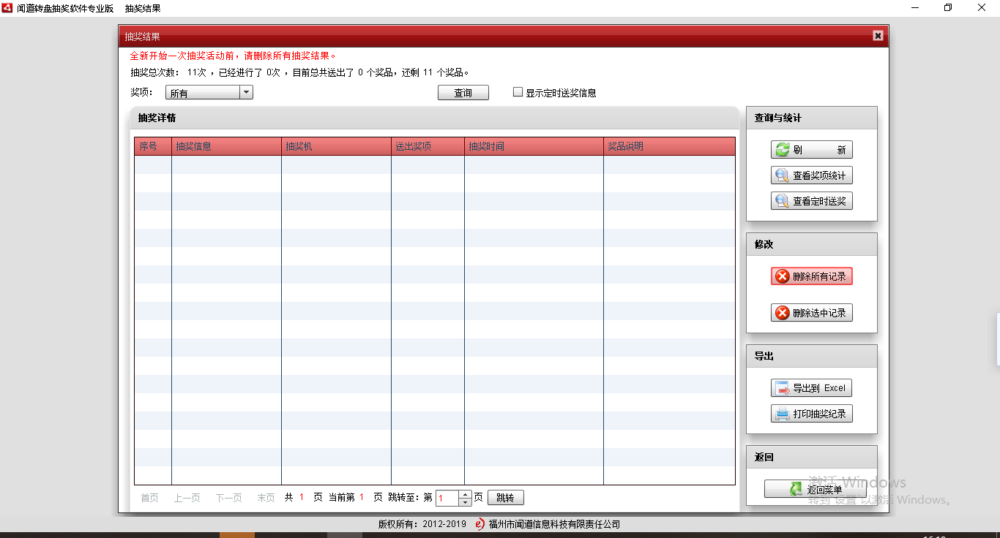 闻道转盘抽奖软件专业版 抽奖结果
抽奖结果
全新开始一次抽奖活动前，请删除所有抽奖结果。
抽奖总次数： 11次 ，已经进行了 0次 ，目前总共送出了 0 个奖品，还剩 11 个奖品。
奖项： 所有 查询 显示定时送奖信息
抽奖详情
序号 抽奖信息 抽奖机 送出奖项 抽奖时间 奖品说明
首页 上一页 下一页 末页 共 1 页 当前第 1 页 跳转至：第 1 页 跳转
查询与统计
刷 新
查看奖项统计
查看定时送奖
修改
删除所有记录
删除选中记录
导出
导出到 Excel
打印抽奖纪录
返回
返回菜单
激活 Windows
转到"设置"以激活 Windows。
版权所有：2012-2019 福州市闻道信息科技有限责任公司